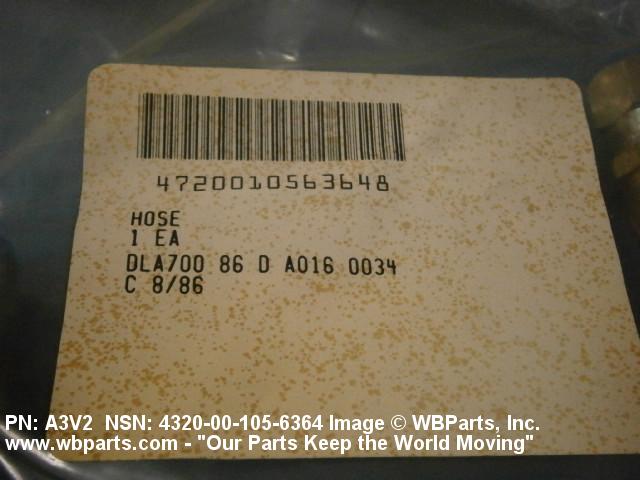 4720010563648
HOSE
1 EA
DLA700 86 D A016 0034
C 8/86
PN: A3V2 NSN: 4320-00-105-6364 Image © WBParts, Inc.
www.wbparts.com - "Our Parts Keep the World Moving"